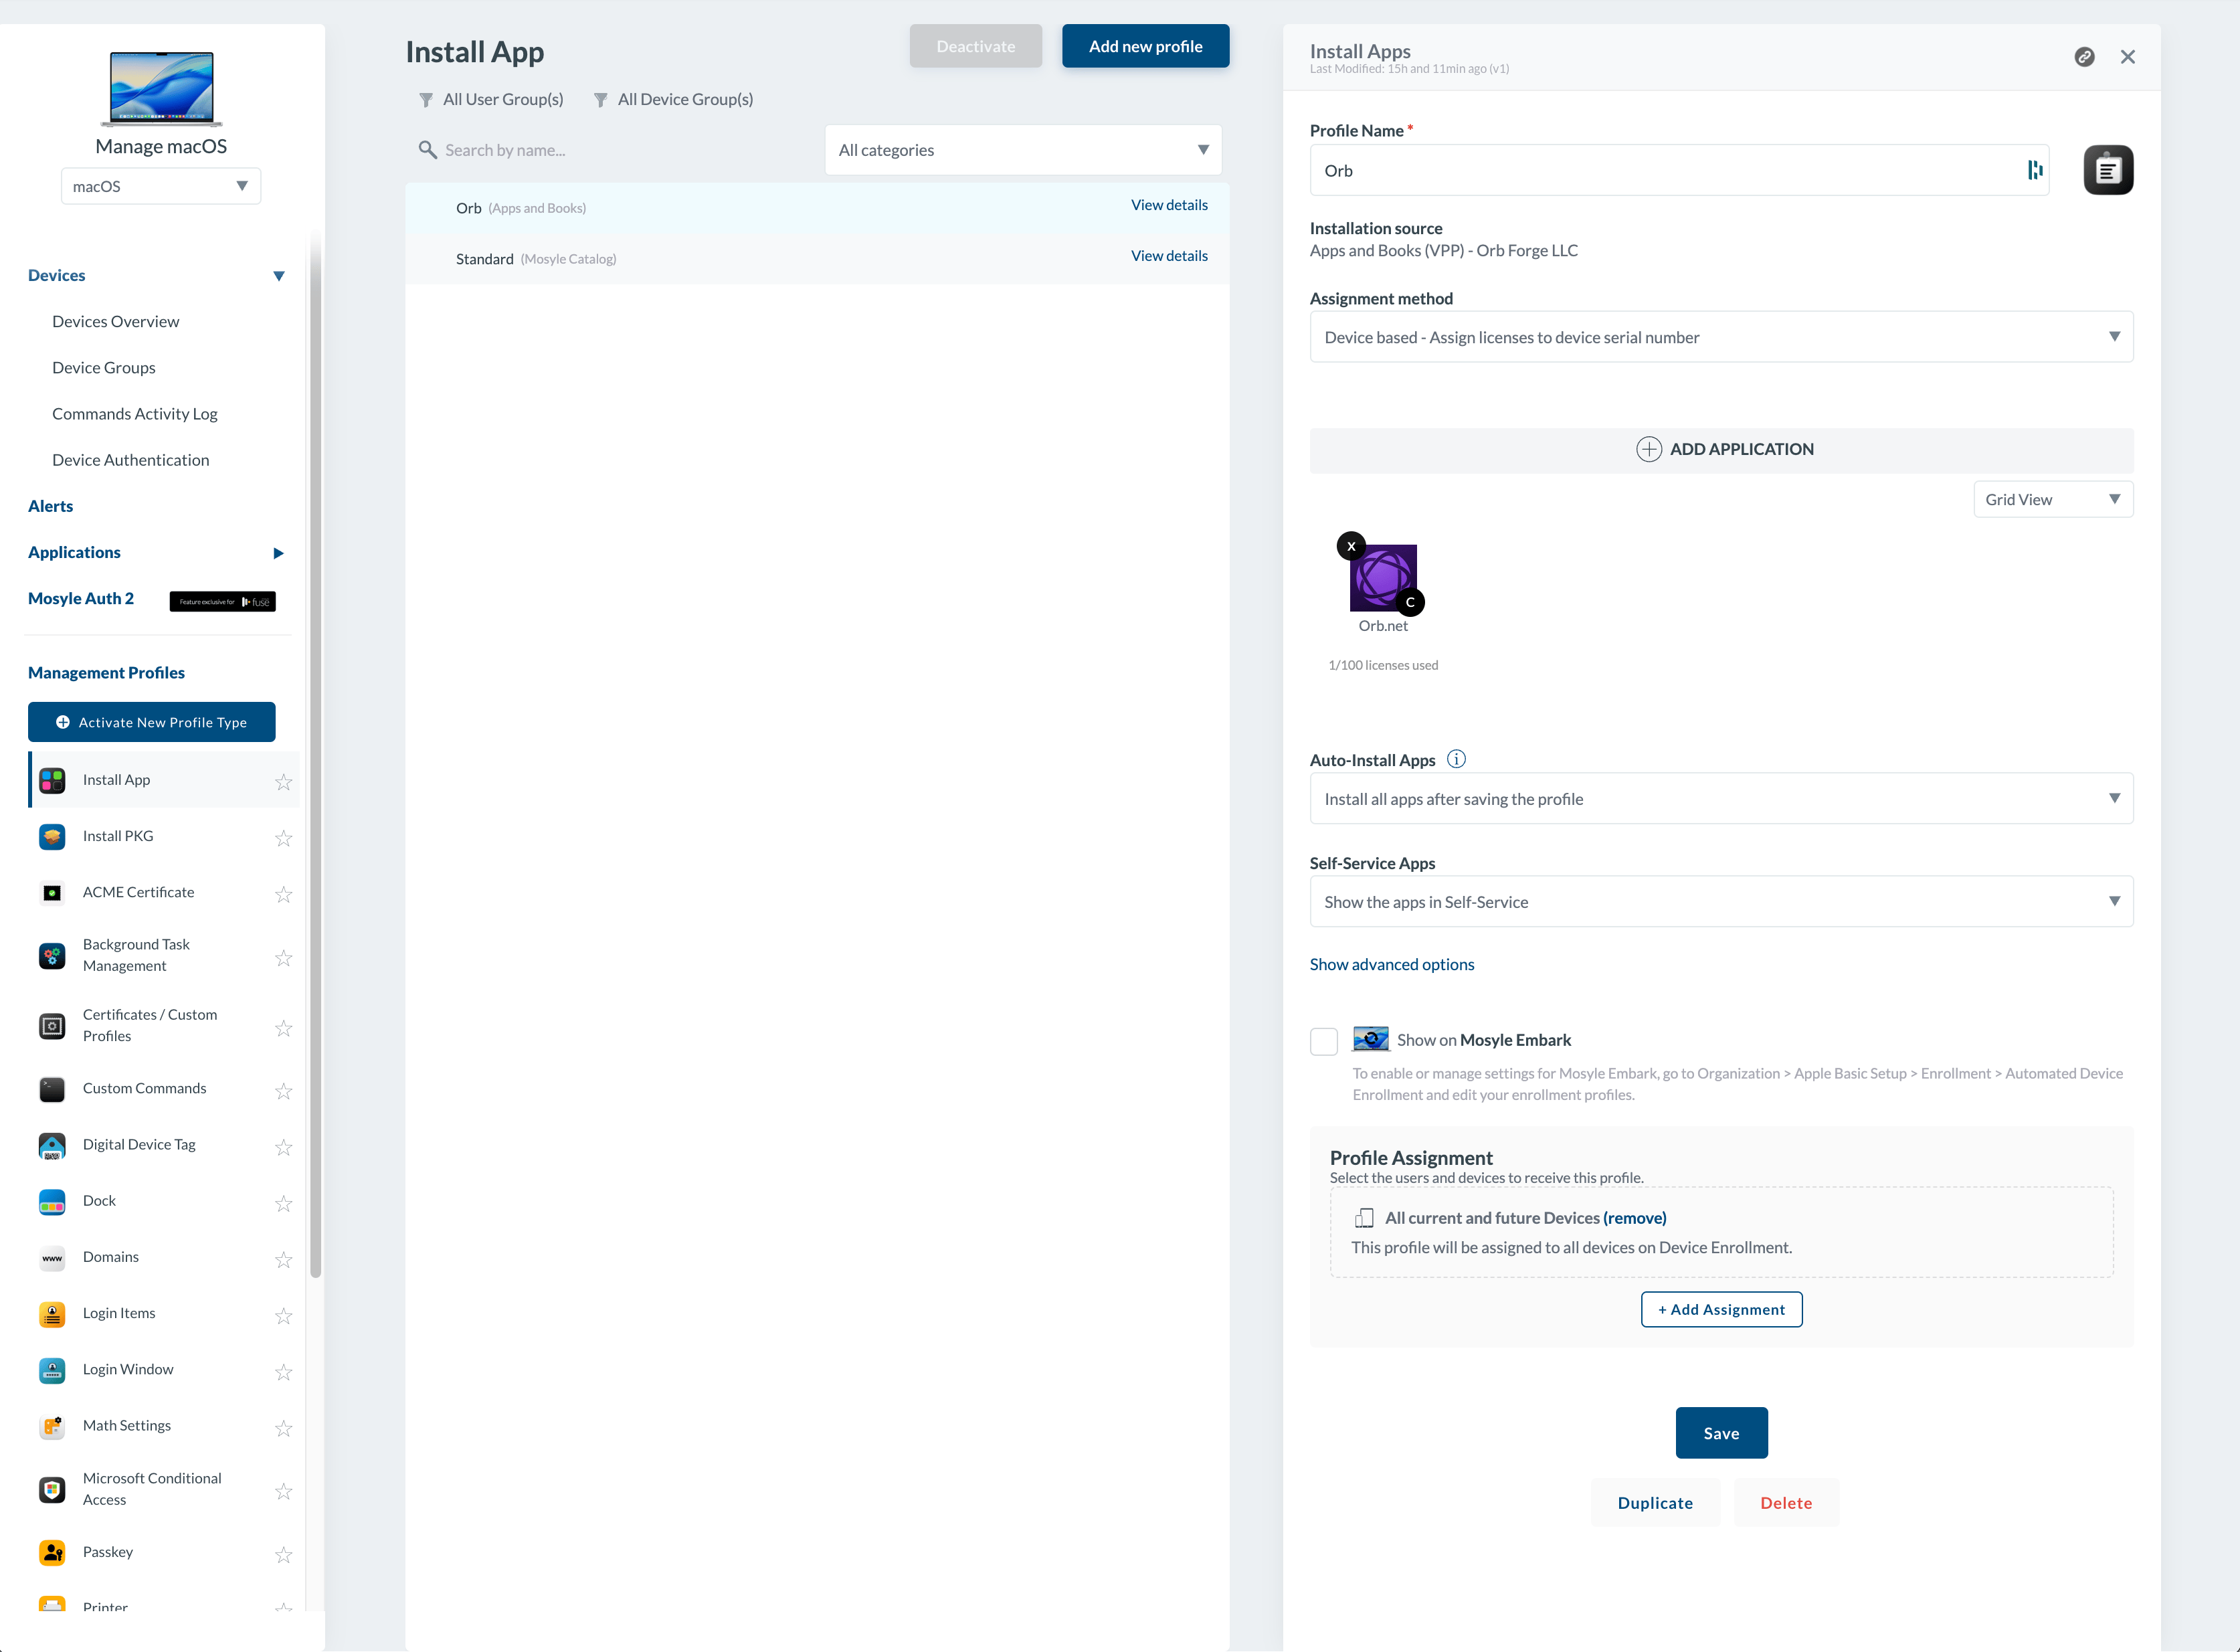 Manage macOS
macOS
Devices
Devices Overview
Device Groups
Commands Activity Log
Device Authentication
Alerts
Applications
Mosyle Auth 2
Feature exclusive for fuse
Management Profiles
Activate New Profile Type
Install App
Install PKG
ACME Certificate
Background Task
Management
Certificates / Custom
Profiles
Custom Commands
Digital Device Tag
Dock
www
Domains
Login Items
Login Window
Math Settings
Microsoft Conditional
Access
Passkey
Printer
Install App
Deactivate
Add new profile
All User Group(s)
All Device Group(s)
Search by name...
All categories
Orb (Apps and Books)
View details
Standard (Mosyle Catalog)
View details
Install Apps
Last Modified: 15h and 11min ago (v1)
Profile Name *
Orb
Installation source
Apps and Books (VPP) - Orb Forge LLC
Assignment method
Device based - Assign licenses to device serial number
ADD APPLICATION
Grid View
X
C
Orb.net
1/100 licenses used
Auto-Install Apps
Install all apps after saving the profile
Self-Service Apps
Show the apps in Self-Service
Show advanced options
Show on Mosyle Embark
To enable or manage settings for Mosyle Embark, go to Organization > Apple Basic Setup > Enrollment > Automated Device
Enrollment and edit your enrollment profiles.
Profile Assignment
Select the users and devices to receive this profile.
All current and future Devices (remove)
This profile will be assigned to all devices on Device Enrollment.
+ Add Assignment
Save
Duplicate
Delete